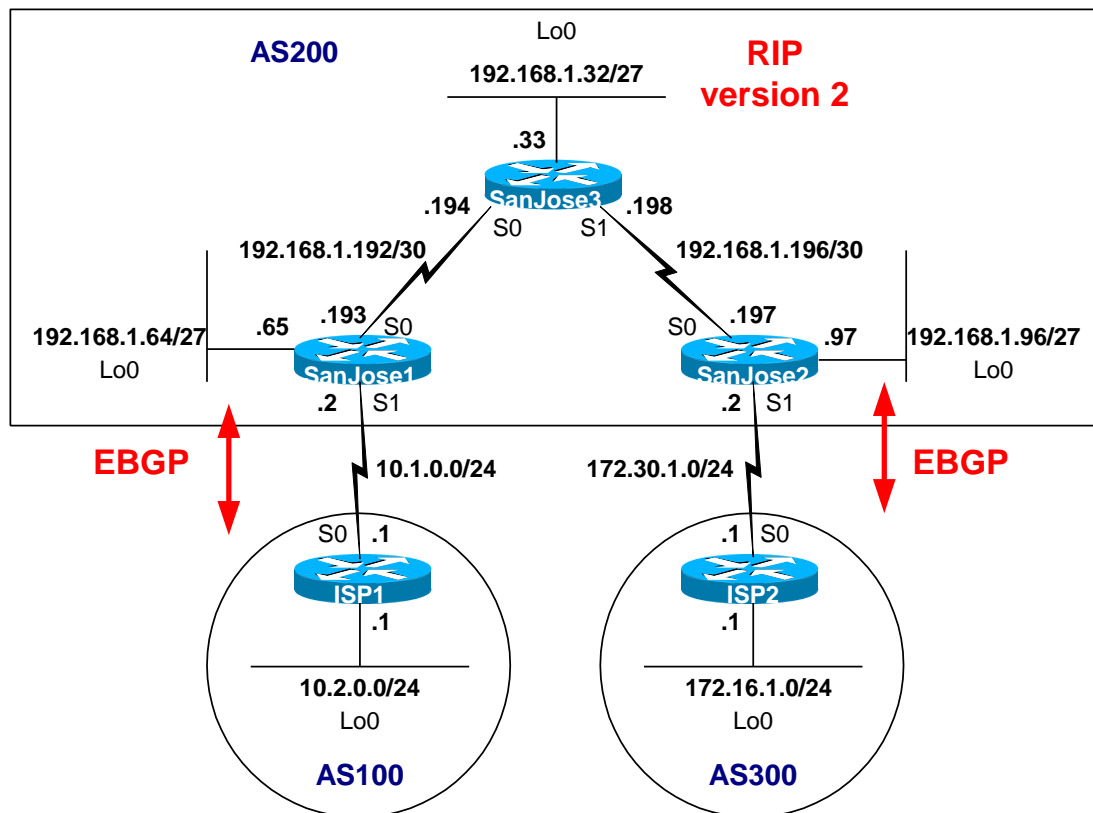 Lo0
AS200
RIP
version 2
192.168.1.32/27
.33
SanJose3
.194
.198
S0
S1
192.168.1.192/30
192.168.1.196/30
.193
.197
192.168.1.64/27
.65
S0
S0
.97
192.168.1.96/27
Lo0
SanJose1
SanJose2
Lo0
.2
S1
.2
S1
EBGP
10.1.0.0/24
172.30.1.0/24
EBGP
S0
.1
.1
S0
ISP1
ISP2
.1
.1
10.2.0.0/24
172.16.1.0/24
Lo0
Lo0
AS100
AS300